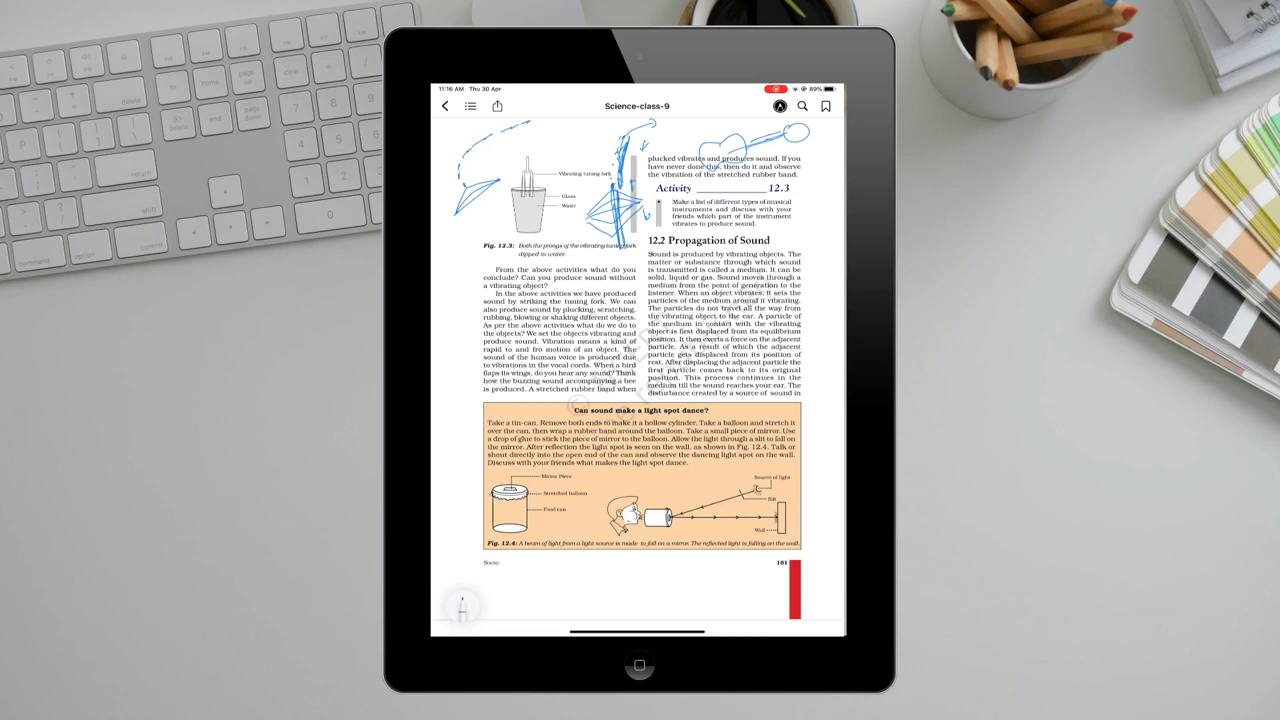 11:16 AM Thu 30 Apr
89%
Science-class-9
Vibrating tuning fork
Glass
Water
Fig. 12.3: Both the prongs of the vibrating tuning fork
dipped in water.
From the above activities what do you
conclude? Can you produce sound without
a vibrating object?
In the above activities we have produced
sound by striking the tuning fork. We can
also produce sound by plucking, scratching,
rubbing, blowing or shaking different objects.
As per the above activities what do we do to
the objects? We set the objects vibrating and
produce sound. Vibration means a kind of
rapid to and fro motion of an object. The
sound of the human voice is produced due
to vibrations in the vocal cords. When a bird
flaps its wings, do you hear any sound? Think
how the buzzing sound accompanying a bee
is produced. A stretched rubber band when
plucked vibrates and produces sound. If you
have never done this, then do it and observe
the vibration of the stretched rubber band.
Activity 12.3
• Make a list of different types of musical
instruments and discuss with your
friends which part of the instrument
vibrates to produce sound.
12.2 Propagation of Sound
Sound is produced by vibrating objects. The
matter or substance through which sound
is transmitted is called a medium. It can be
solid, liquid or gas. Sound moves through a
medium from the point of generation to the
listener. When an object vibrates, it sets the
particles of the medium around it vibrating.
The particles do not travel all the way from
the vibrating object to the ear. A particle of
the medium in contact with the vibrating
object is first displaced from its equilibrium
position. It then exerts a force on the adjacent
particle. As a result of which the adjacent
particle gets displaced from its position of
rest. After displacing the adjacent particle the
first particle comes back to its original
position. This process continues in the
medium till the sound reaches your ear. The
disturbance created by a source of sound in
Can sound make a light spot dance?
Take a tin-can. Remove both ends to make it a hollow cylinder. Take a balloon and stretch it
over the can, then wrap a rubber band around the balloon. Take a small piece of mirror. Use
a drop of glue to stick the piece of mirror to the balloon. Allow the light through a slit to fall on
the mirror. After reflection the light spot is seen on the wall, as shown in Fig. 12.4. Talk or
shout directly into the open end of the can and observe the dancing light spot on the wall.
Discuss with your friends what makes the light spot dance.
Mirror Piece
Stretched balloon
Food can
Source of light
Slit
Wall
Fig. 12.4: A beam of light from a light source is made to fall on a mirror. The reflected light is falling on the wall.
Sound
161